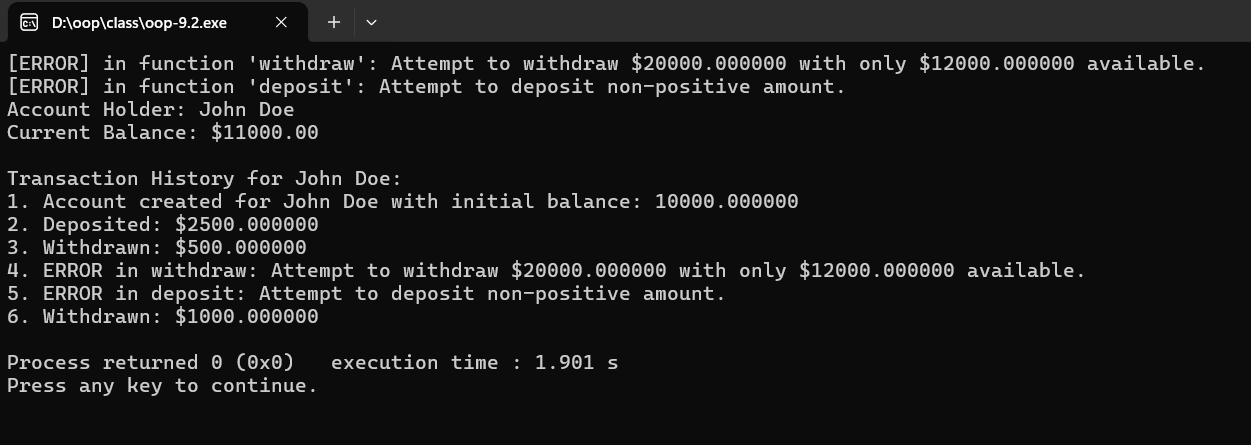 D:\oop\class\oop-9.2.exe
[ERROR] in function 'withdraw': Attempt to withdraw $20000.000000 with only $12000.000000 available.
[ERROR] in function 'deposit': Attempt to deposit non-positive amount.
Account Holder: John Doe
Current Balance: $11000.00
Transaction History for John Doe:
1. Account created for John Doe with initial balance: 10000.000000
2. Deposited: $2500.000000
3. Withdrawn: $500.000000
4. ERROR in withdraw: Attempt to withdraw $20000.000000 with only $12000.000000 available.
5. ERROR in deposit: Attempt to deposit non-positive amount.
6. Withdrawn: $1000.000000
Process returned 0 (0x0)   execution time : 1.901 s
Press any key to continue.